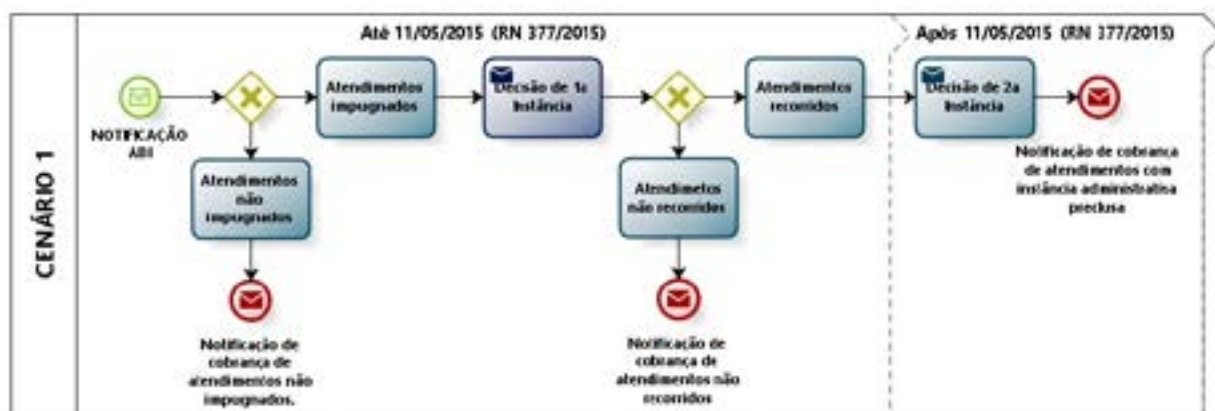 Até 11/05/2015 (RN 377/2015)
Após 11/05/2015 (RN 377/2015)
CENÁRIO 1
NOTIFICAÇÃO
ABI
Atendimentos
impugnados
Decisão de 1a
Instância
Atendimentos
recorridos
Decisão de 2a
Instância
Notificação de cobrança
de atendimentos com
instância administrativa
preclusa
Atendimentos
não
impugnados
Atendimetos
não recorridos
Notificação de
cobrança de
atendimentos não
impugnados.
Notificação de
cobrança de
atendimentos não
recorridos